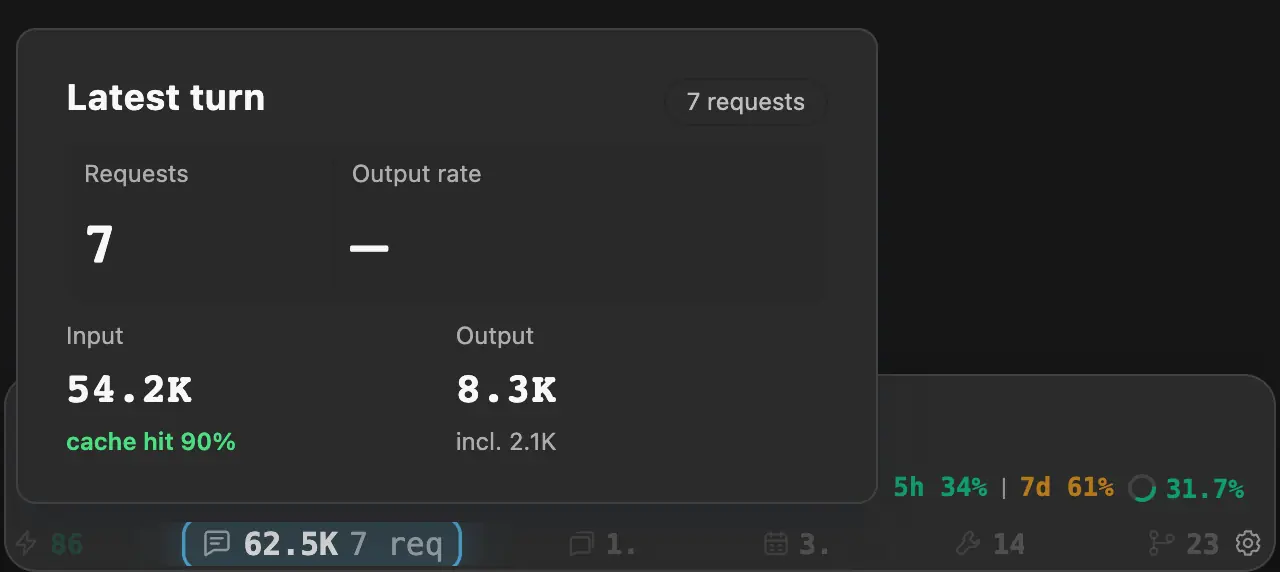 Latest turn
7 requests
Requests
Output rate
7
—
Input
Output
54.2K
8.3K
cache hit 90%
incl. 2.1K
5h 34% | 7d 61% 31.7%
86
62.5K 7 req
1.
3.
14
23